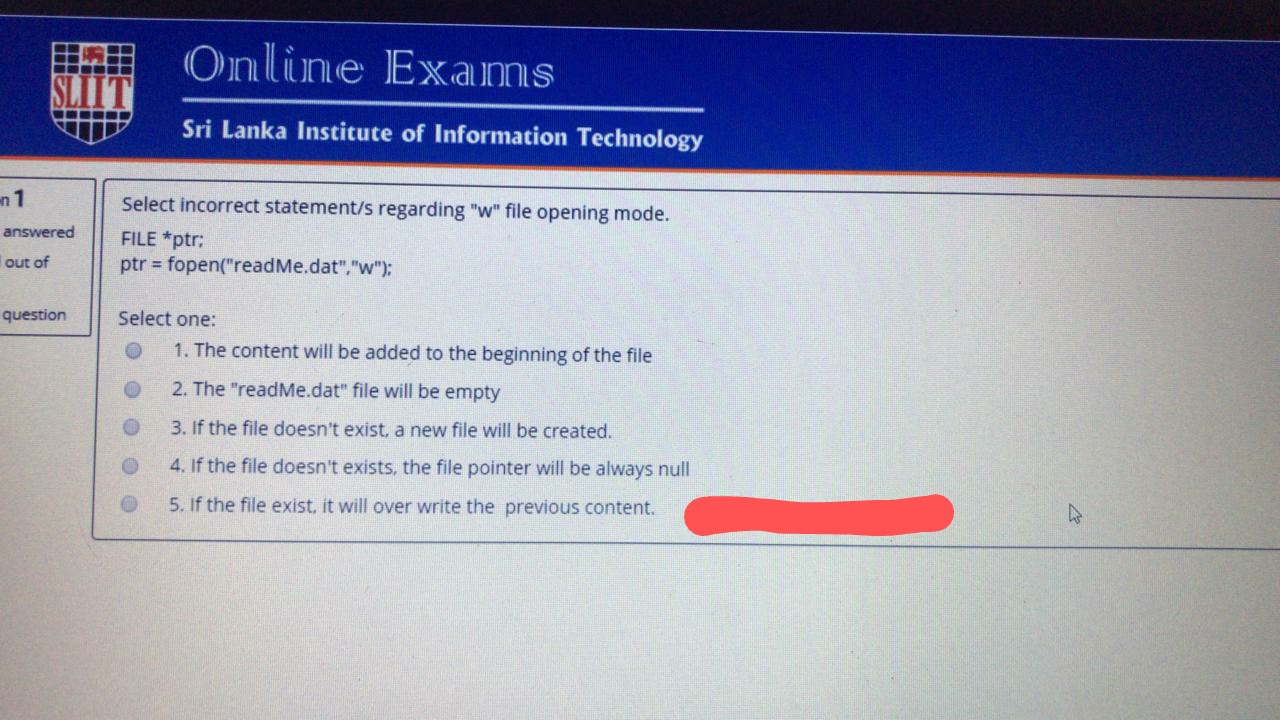 SLIIT
Online Exams
Sri Lanka Institute of Information Technology
n 1
answered
out of
question
Select incorrect statement/s regarding "w" file opening mode.
FILE *ptr;
ptr = fopen("readMe.dat","w");
Select one:
1. The content will be added to the beginning of the file
2. The "readMe.dat" file will be empty
3. If the file doesn't exist, a new file will be created.
4. If the file doesn't exists, the file pointer will be always null
5. If the file exist, it will over write the previous content.